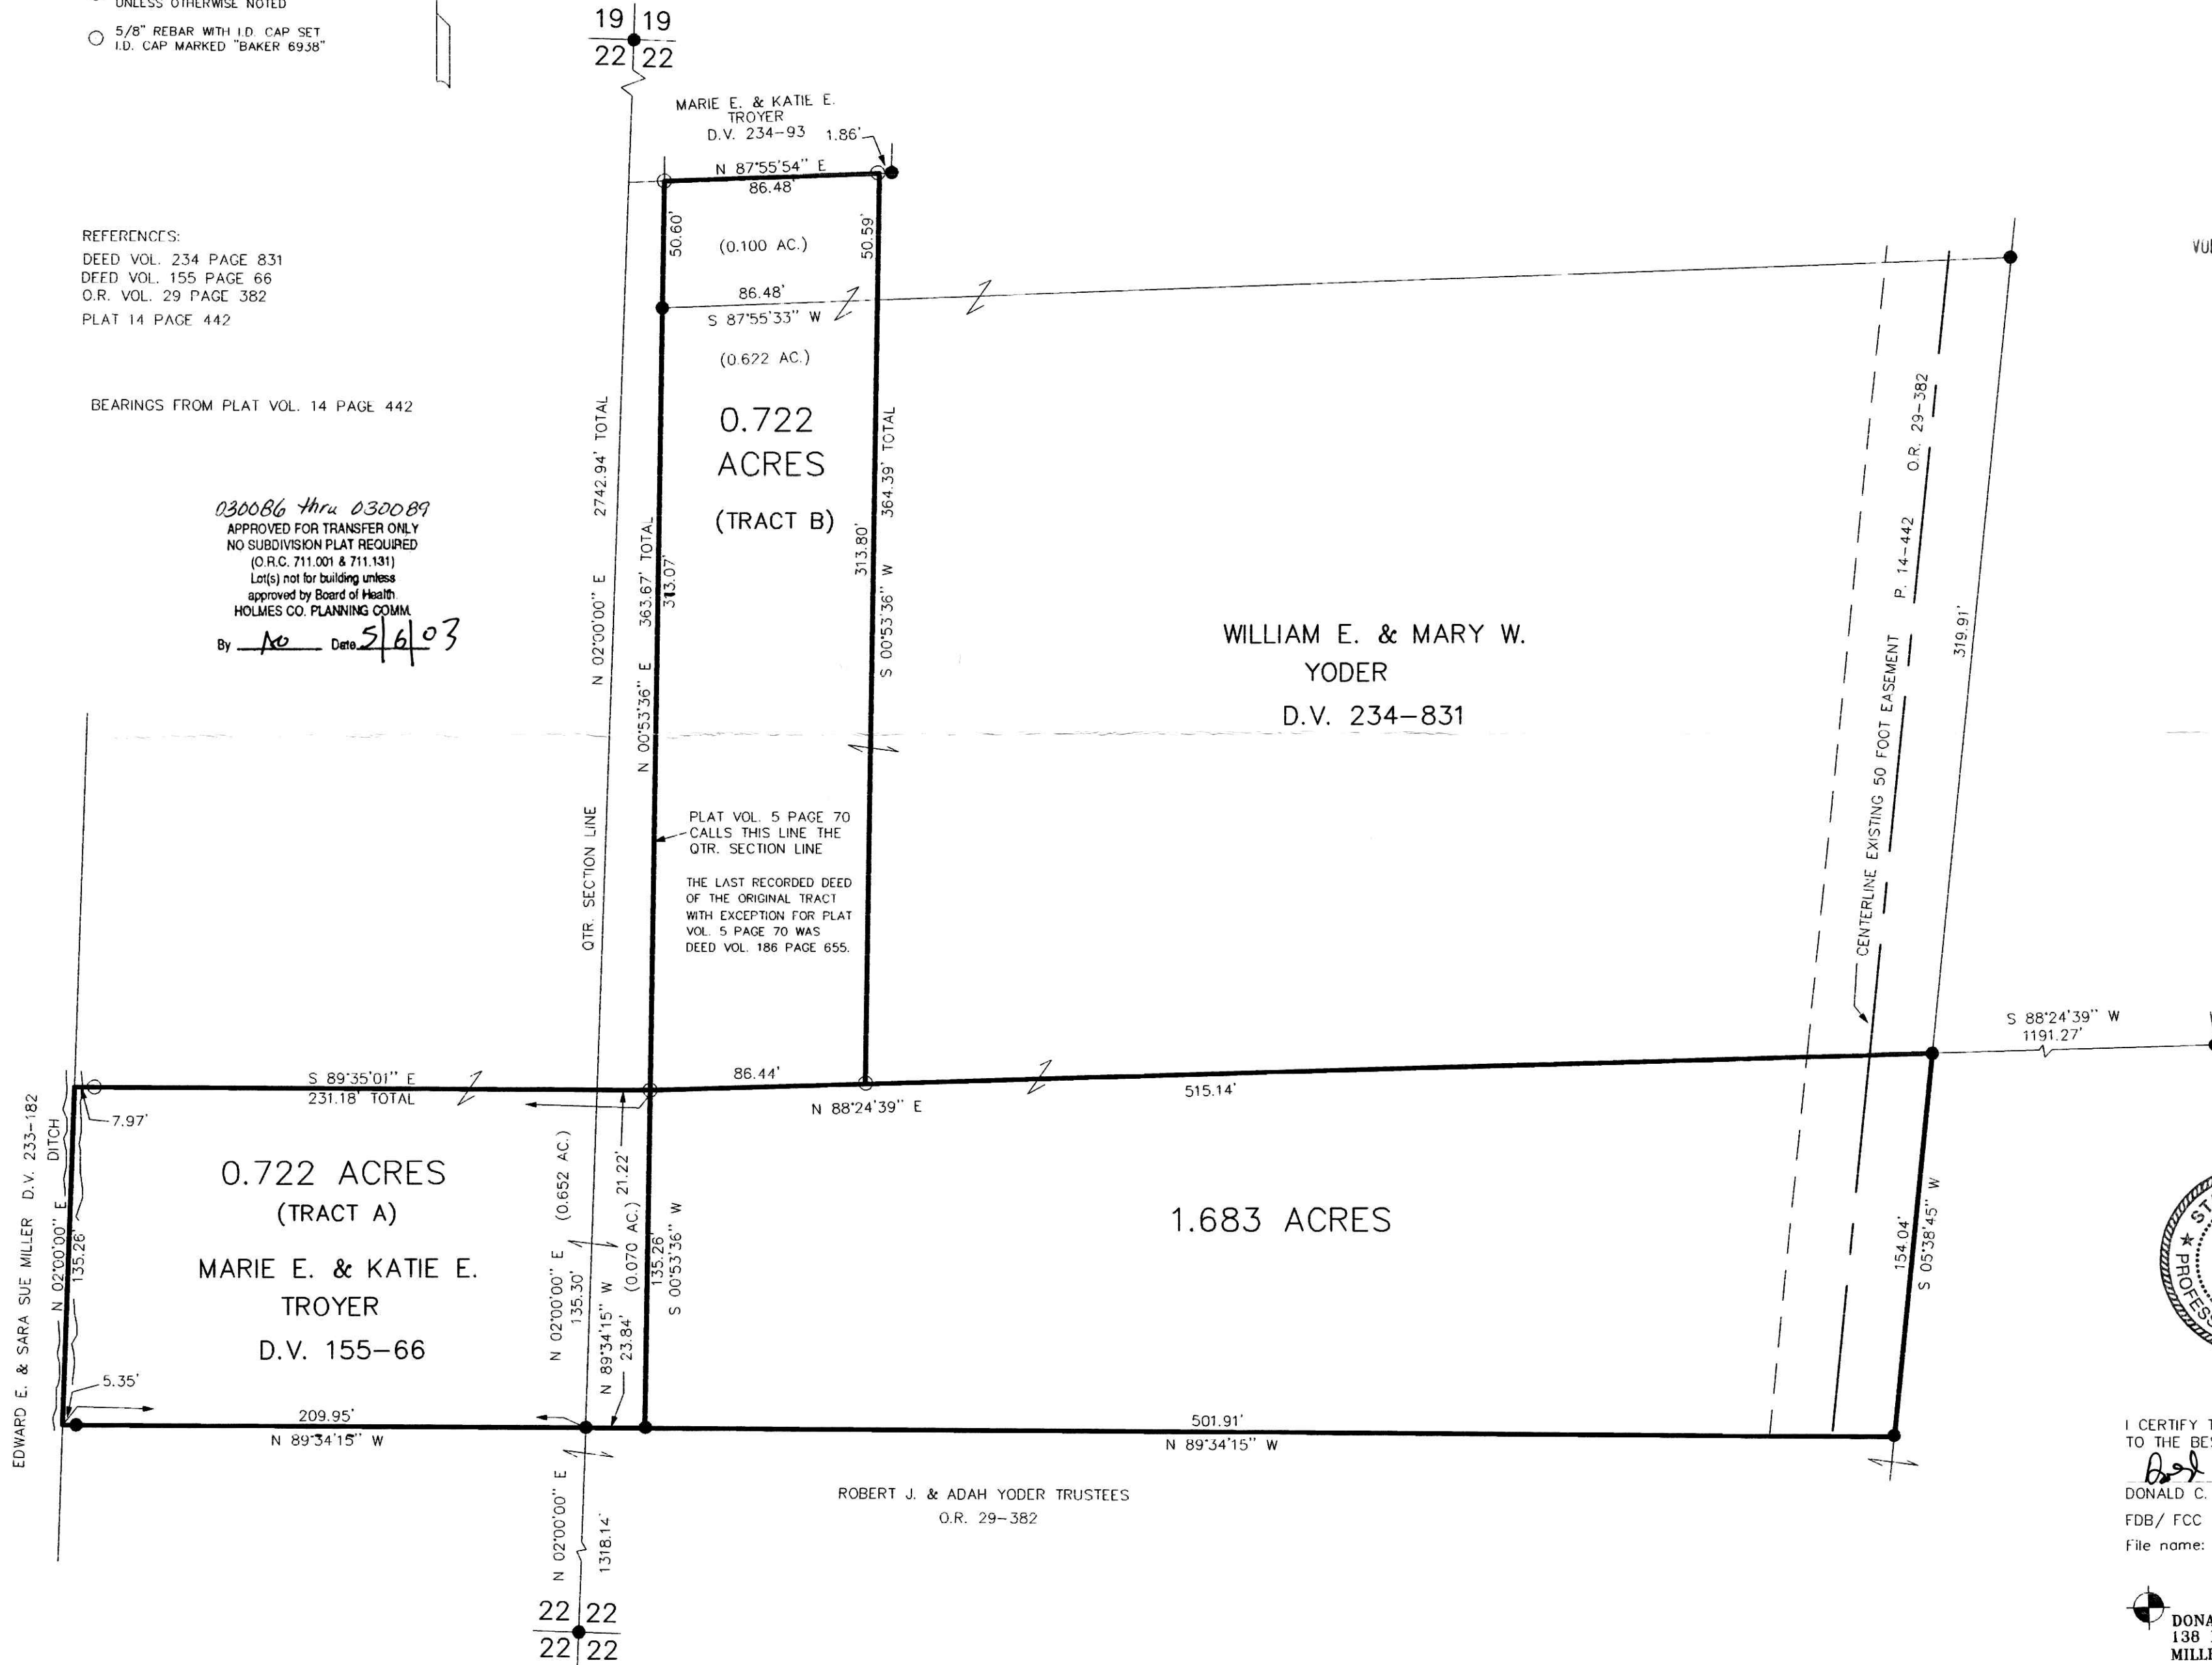 UNLESS OTHERWISE NOTED
5/8" REBAR WITH I.D. CAP SET
I.D. CAP MARKED "BAKER 6938"
19 19
22 22
MARIE E. & KATIE E.
TROYER
D.V. 234-93
1.86'
N 87°55'54" E
86.48'
50.60'
(0.100 AC.)
50.59'
86.48'
S 87°55'33" W
(0.622 AC.)
0.722
ACRES
(TRACT B)
REFERENCES:
DEED VOL. 234 PAGE 831
DEED VOL. 155 PAGE 66
O.R. VOL. 29 PAGE 382
PLAT 14 PAGE 442
BEARINGS FROM PLAT VOL. 14 PAGE 442
030086 thru 030089
APPROVED FOR TRANSFER ONLY
NO SUBDIVISION PLAT REQUIRED
(O.R.C. 711.001 & 711.131)
Lot(s) not for building unless
approved by Board of Health
HOLMES CO. PLANNING COMM.
By Date 5/6/03
QTR. SECTION LINE N 02°00'00" E 2742.94' TOTAL
N 00°53'36" E 363.67' TOTAL
313.07'
313.80'
S 00°53'36" W 364.39' TOTAL
WILLIAM E. & MARY W.
YODER
D.V. 234-831
CENTERLINE EXISTING 50 FOOT EASEMENT P. 14-442 O.R. 29-382
319.91'
PLAT VOL. 5 PAGE 70
CALLS THIS LINE THE
QTR. SECTION LINE
THE LAST RECORDED DEED
OF THE ORIGINAL TRACT
WITH EXCEPTION FOR PLAT
VOL. 5 PAGE 70 WAS
DEED VOL. 186 PAGE 655.
S 88°24'39" W
1191.27'
S 89°35'01" E
231.18' TOTAL
86.44'
N 88°24'39" E
515.14'
7.97'
EDWARD E. & SARA SUE MILLER D.V. 233-182
DITCH
N 02°00'00" E
135.26'
0.722 ACRES
(TRACT A)
MARIE E. & KATIE E.
TROYER
D.V. 155-66
N 02°00'00" E (0.652 AC.)
135.30'
N 89°34'15" W
23.84' (0.070 AC.) 21.22'
135.26'
S 00°53'36" W
1.683 ACRES
154.04'
S 05°38'45" W
5.35'
209.95'
N 89°34'15" W
501.91'
N 89°34'15" W
ROBERT J. & ADAH YODER TRUSTEES
O.R. 29-382
N 02°00'00" E
1318.14'
22 22
22 22
I CERTIFY
TO THE
DONALD C.
FDB/ FCC
File name:
138